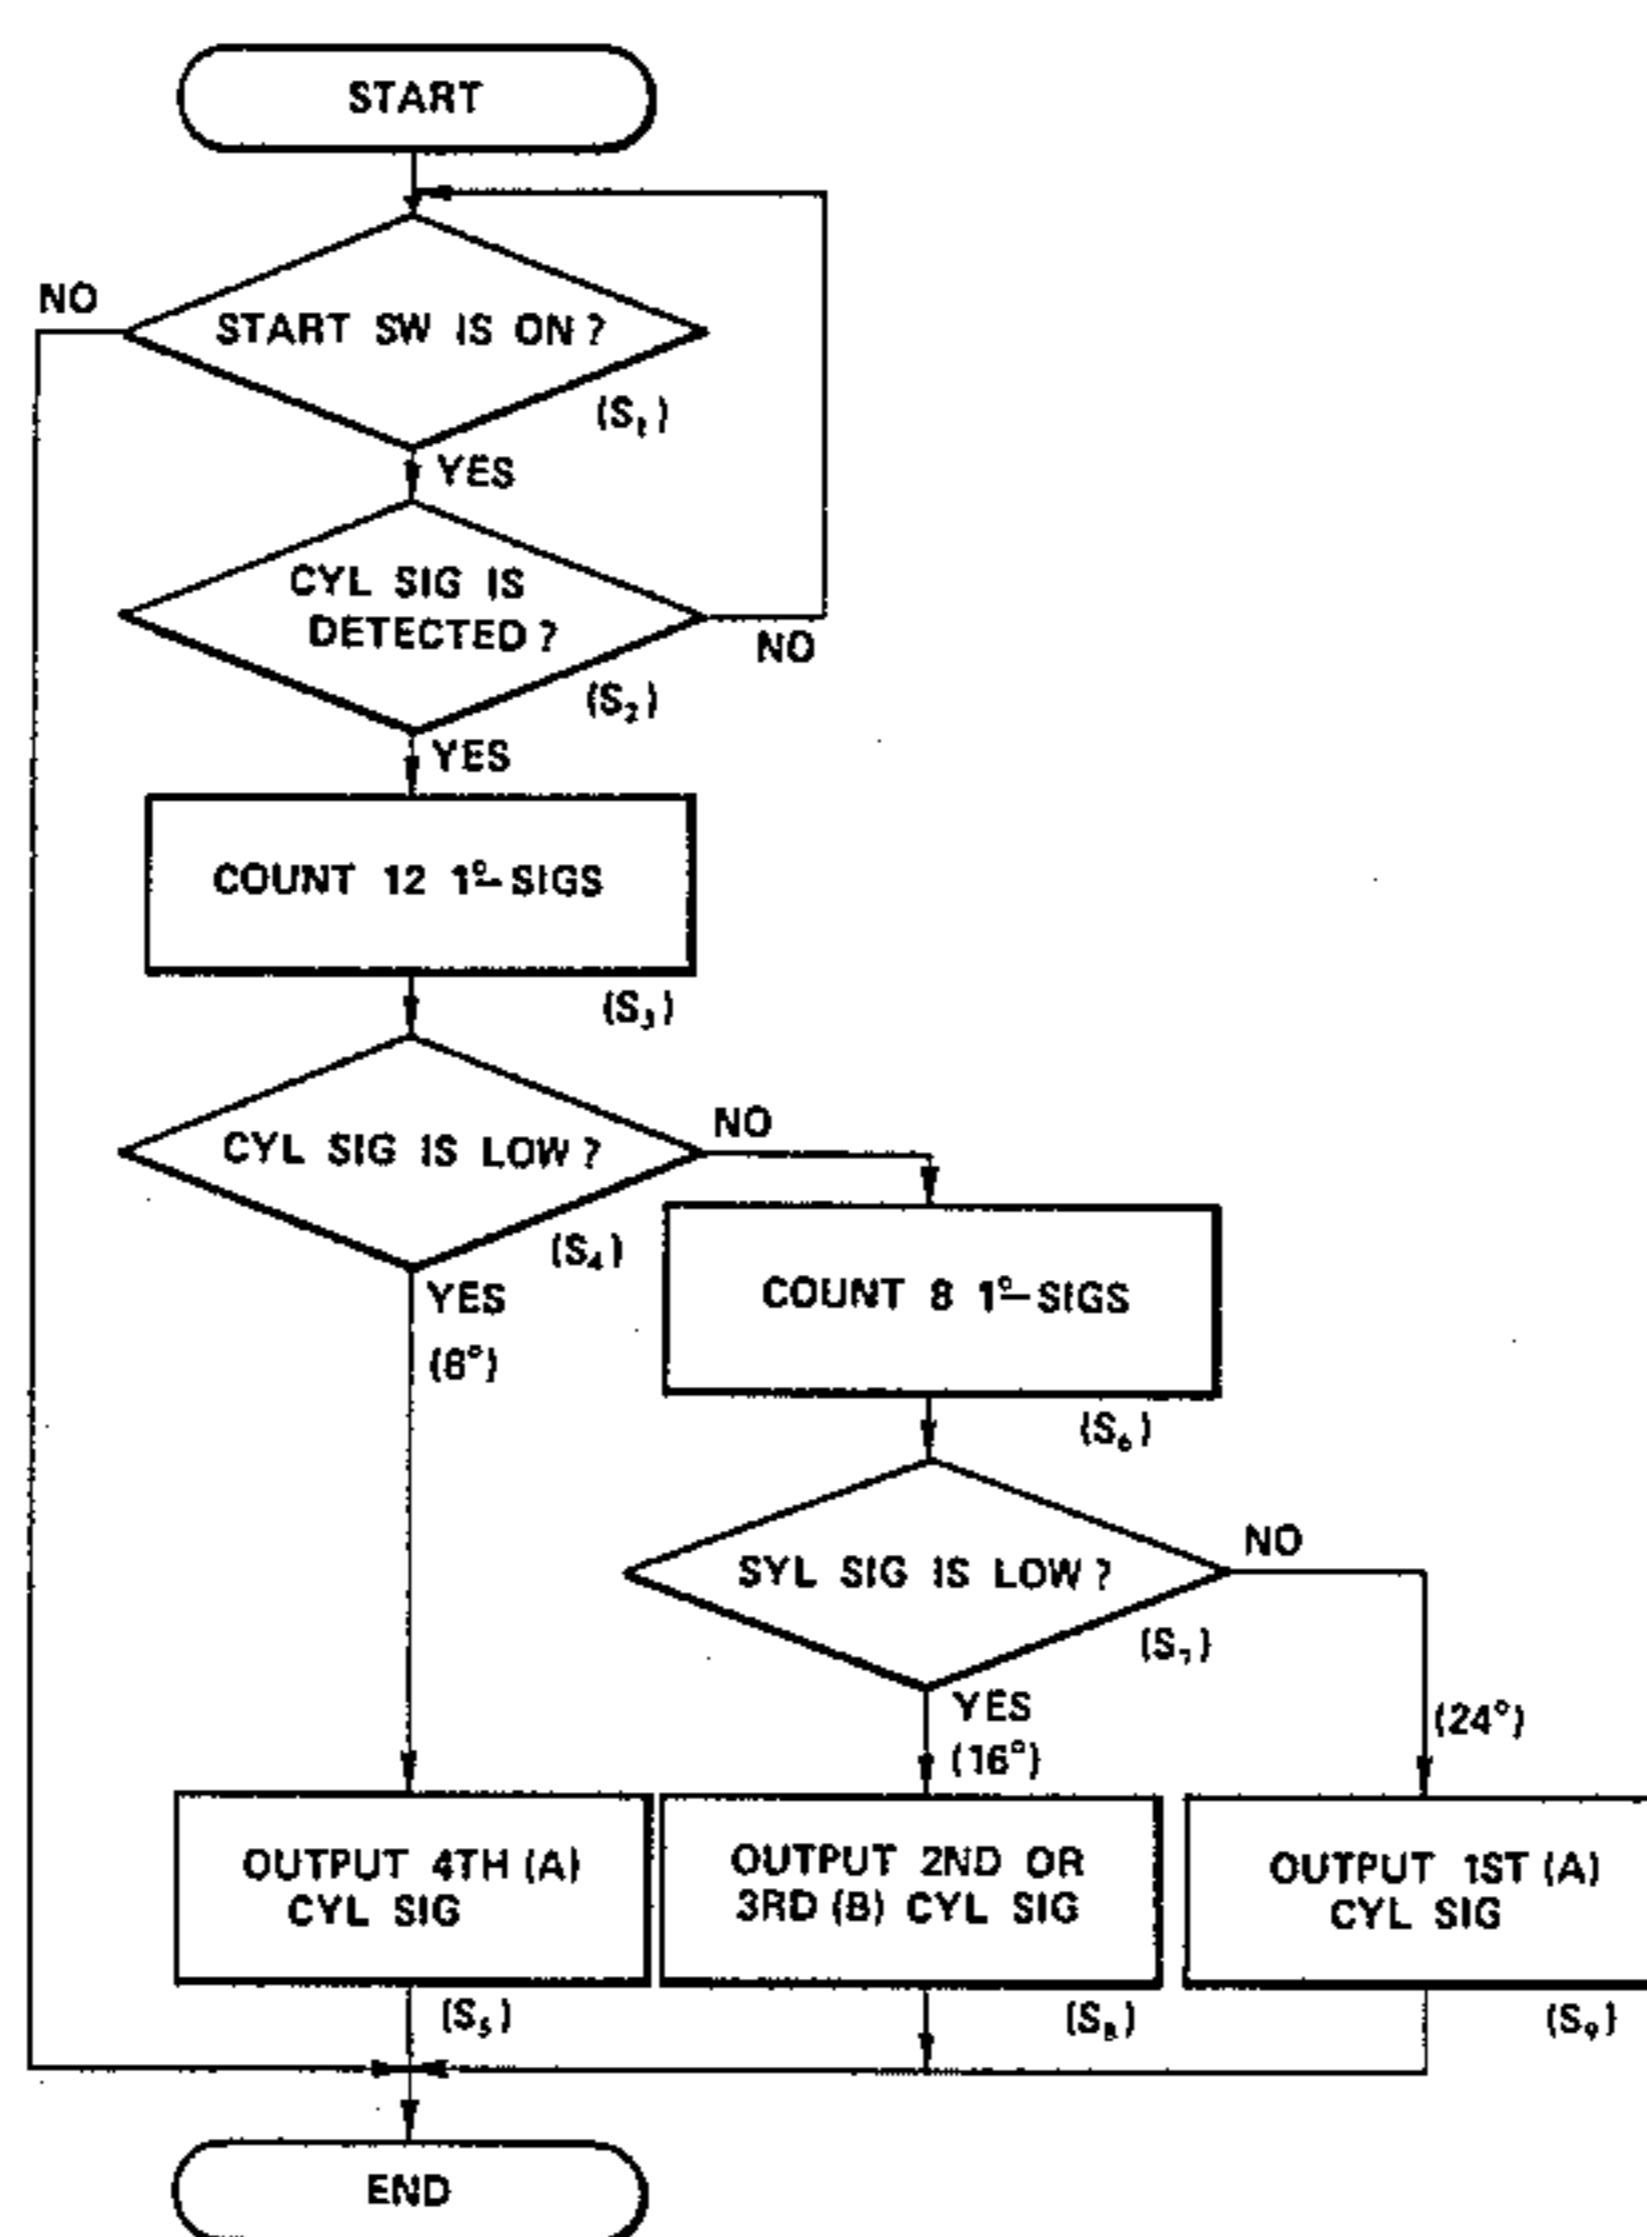 START
NO
START SW IS ON?
(S1)
YES
CYL SIG IS
DETECTED?
NO
(S2)
YES
COUNT 12 1°-SIGS
(S3)
CYL SIG IS LOW?
NO
(S4)
YES
(8°)
COUNT 8 1°-SIGS
(S6)
SYL SIG IS LOW?
NO
(S7)
YES
(16°)
(24°)
OUTPUT 4TH (A)
CYL SIG
(S5)
OUTPUT 2ND OR
3RD (B) CYL SIG
(S8)
OUTPUT 1ST (A)
CYL SIG
(S9)
END